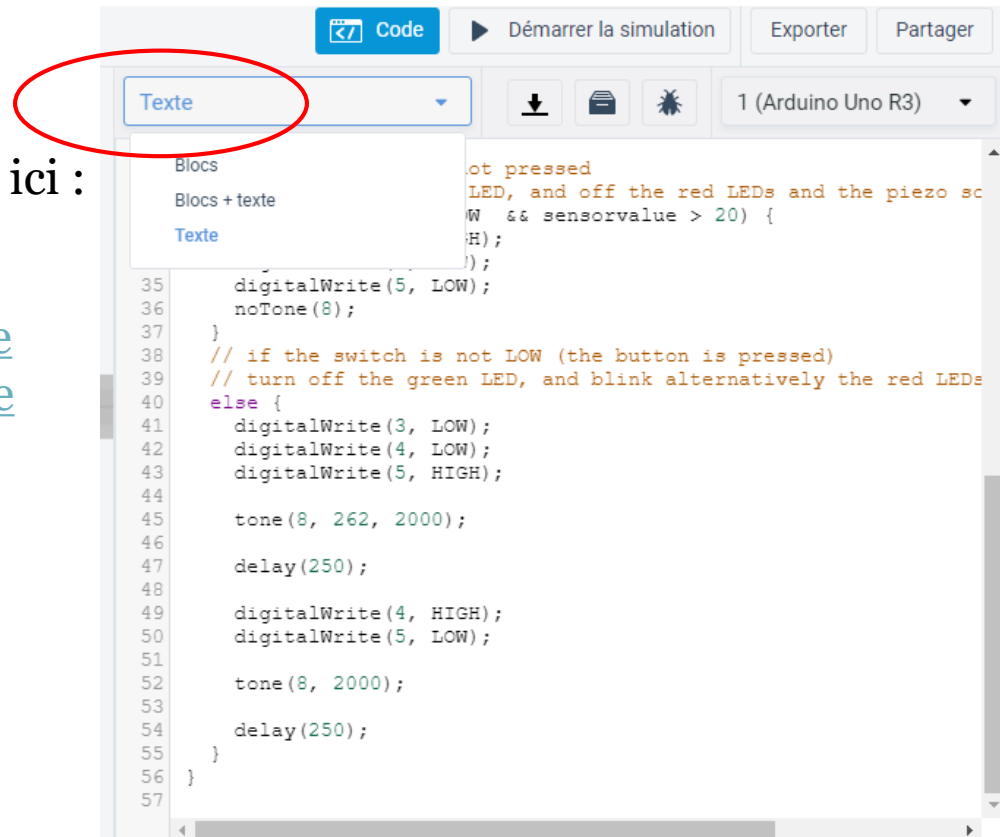 Code Démarrer la simulation Exporter Partager
Texte 1 (Arduino Uno R3)
ici :
Blocs
Blocs + texte
Texte
ot pressed
LED, and off the red LEDs and the piezo sc
W && sensorvalue > 20) {
H);
);
35 digitalWrite(5, LOW);
36 noTone(8);
37 }
38 // if the switch is not LOW (the button is pressed)
39 // turn off the green LED, and blink alternatively the red LEDs
40 else {
41 digitalWrite(3, LOW);
42 digitalWrite(4, LOW);
43 digitalWrite(5, HIGH);
44
45 tone(8, 262, 2000);
46
47 delay(250);
48
49 digitalWrite(4, HIGH);
50 digitalWrite(5, LOW);
51
52 tone(8, 2000);
53
54 delay(250);
55 }
56 }
57
e
e